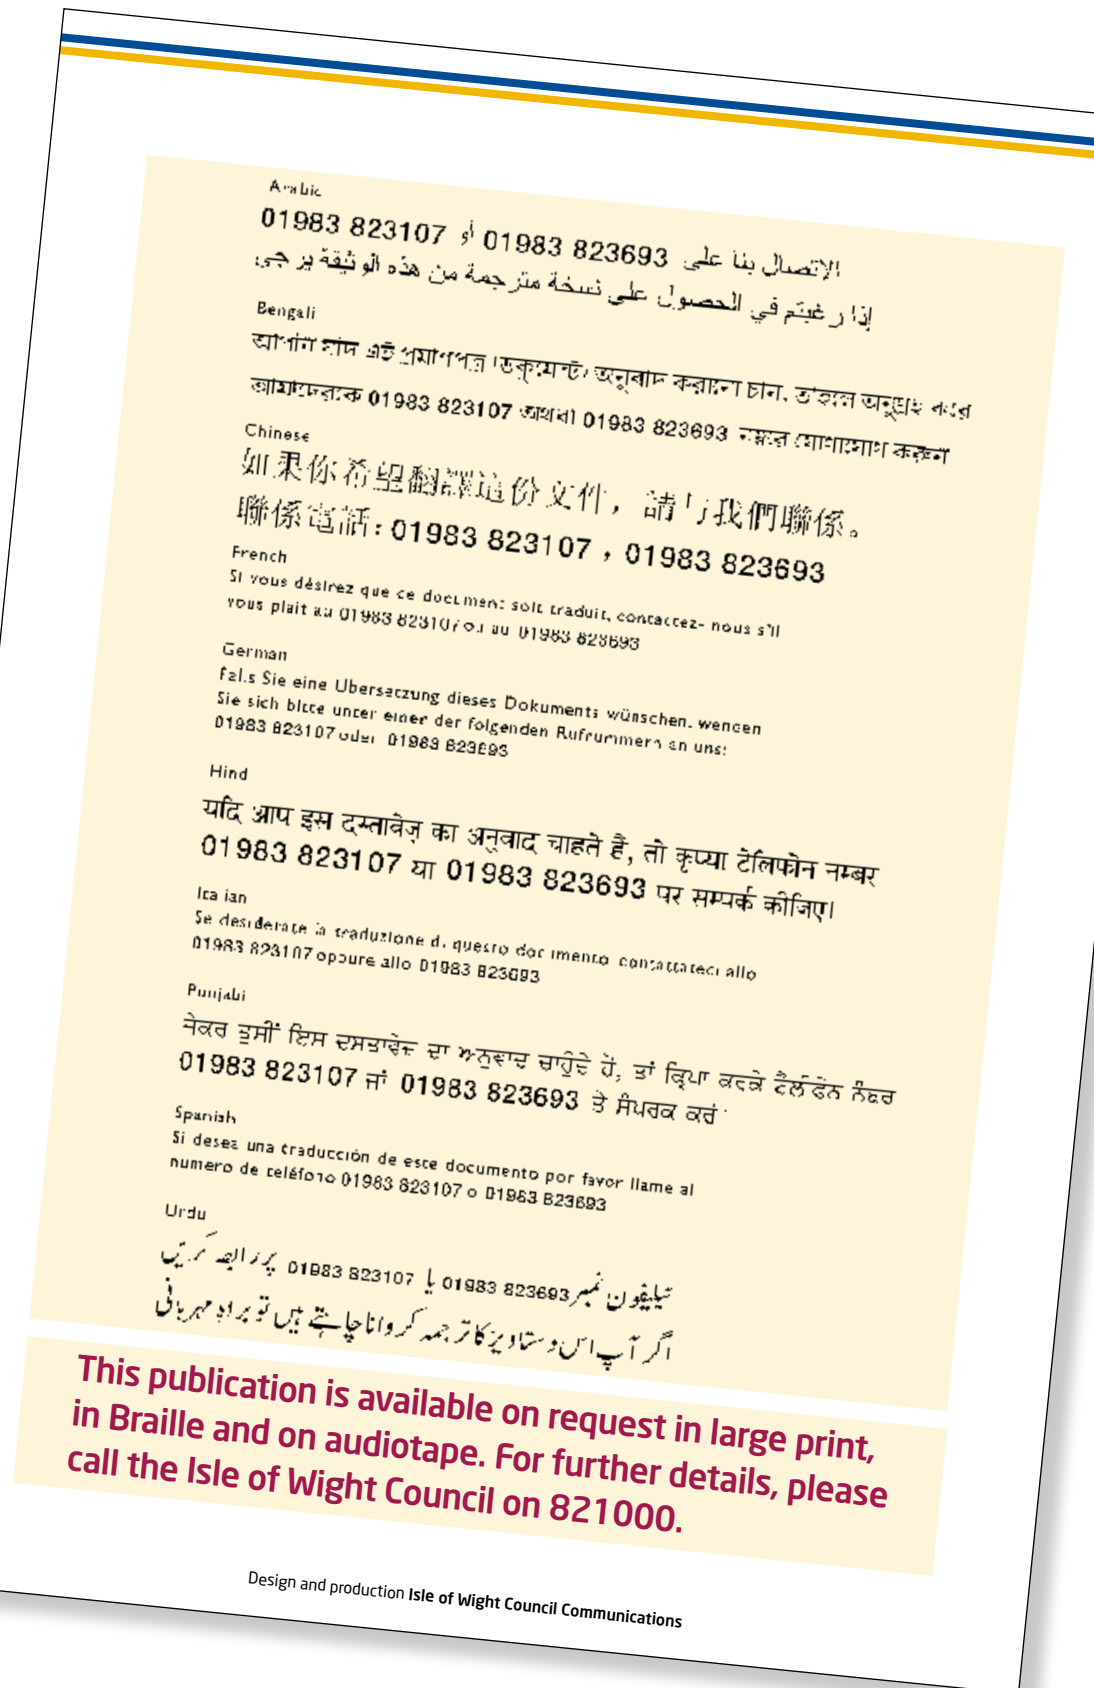 Arabic
الإتصال بنا على 01983 823693 أو 01983 823107
إذا رغبتم في الحصول على نسخة مترجمة من هذه الوثيقة يرجى
Bengali
আপনি যদি এই প্রমাণপত্র (ডকুমেন্ট) অনুবাদ করানো চান, তাহলে অনুগ্রহ করে
আমাদেরকে 01983 823107 অথবা 01983 823693 নম্বরে যোগাযোগ করুন
Chinese
如果你希望翻譯這份文件，請与我們聯係。
聯係電話：01983 823107，01983 823693
French
Si vous désirez que ce document soit traduit, contactez- nous s'il
vous plait au 01983 823107 ou au 01983 823693
German
Falls Sie eine Ubersetzung dieses Dokuments wünschen, wenden
Sie sich bitte unter einer der folgenden Rufnummern an uns:
01983 823107 oder 01983 823693
Hind
यदि आप इस दस्तावेज़ का अनुवाद चाहते हैं, तो कृप्या टेलिफोन नम्बर
01983 823107 या 01983 823693 पर सम्पर्क कीजिए।
Italian
Se desiderate la traduzione di questo documento contattateci allo
01983 823107 oppure allo 01983 823693
Punjabi
ਜੇਕਰ ਤੁਸੀਂ ਇਸ ਦਸਤਾਵੇਜ਼ ਦਾ ਅਨੁਵਾਦ ਚਾਹੁੰਦੇ ਹੋ, ਤਾਂ ਕ੍ਰਿਪਾ ਕਰਕੇ ਟੈਲੀਫੋਨ ਨੰਬਰ
01983 823107 ਜਾਂ 01983 823693 ਤੇ ਸੰਪਰਕ ਕਰੋ
Spanish
Si desea una traducción de este documento por favor llame al
numero de teléfono 01983 823107 o 01983 823693
Urdu
ٹیلیفون نمبر 01983 823693 یا 01983 823107 پر رابطہ کریں
اگر آپ اس دستاویز کا ترجمہ کروانا چاہتے ہیں تو براہ مہربانی
This publication is available on request in large print,
in Braille and on audiotape. For further details, please
call the Isle of Wight Council on 821000.
Design and production Isle of Wight Council Communications